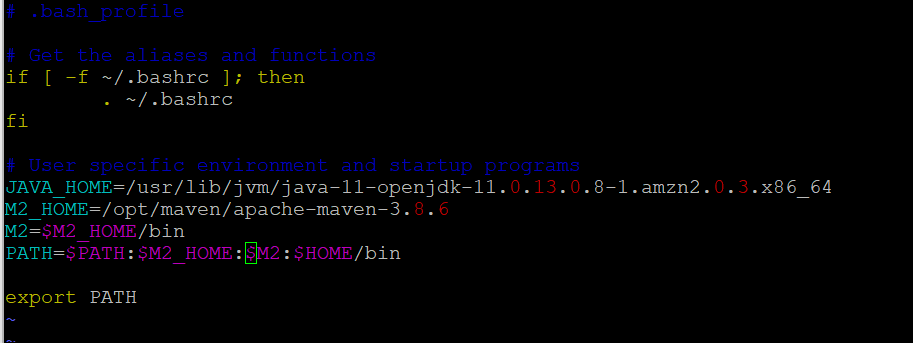 # .bash_profile
# Get the aliases and functions
if [ -f ~/.bashrc ]; then
        . ~/.bashrc
fi
# User specific environment and startup programs
JAVA_HOME=/usr/lib/jvm/java-11-openjdk-11.0.13.0.8-1.amzn2.0.3.x86_64
M2_HOME=/opt/maven/apache-maven-3.8.6
M2=$M2_HOME/bin
PATH=$PATH:$M2_HOME:$M2:$HOME/bin
export PATH
~
~